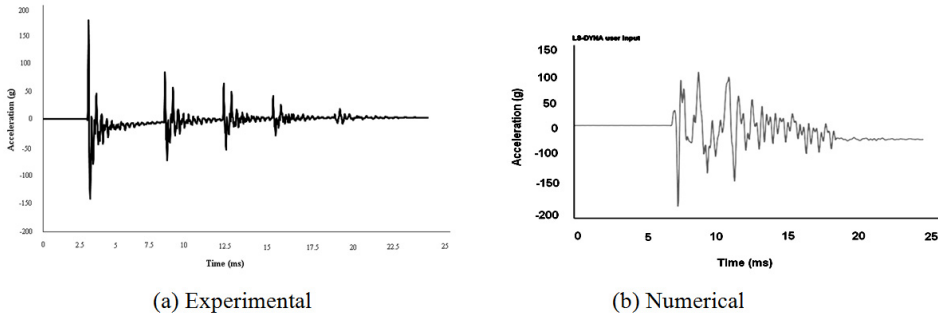 200
150
100
50
0
-50
-100
-150
-200
Acceleration (g)
0 2.5 5 7.5 10 12.5 15 17.5 20 22.5 25
Time (ms)
(a) Experimental
LS-DYNA user input
150
100
50
0
-100
-150
-200
Acceleration (g)
0 5 10 15 20 25
Time (ms)
(b) Numerical